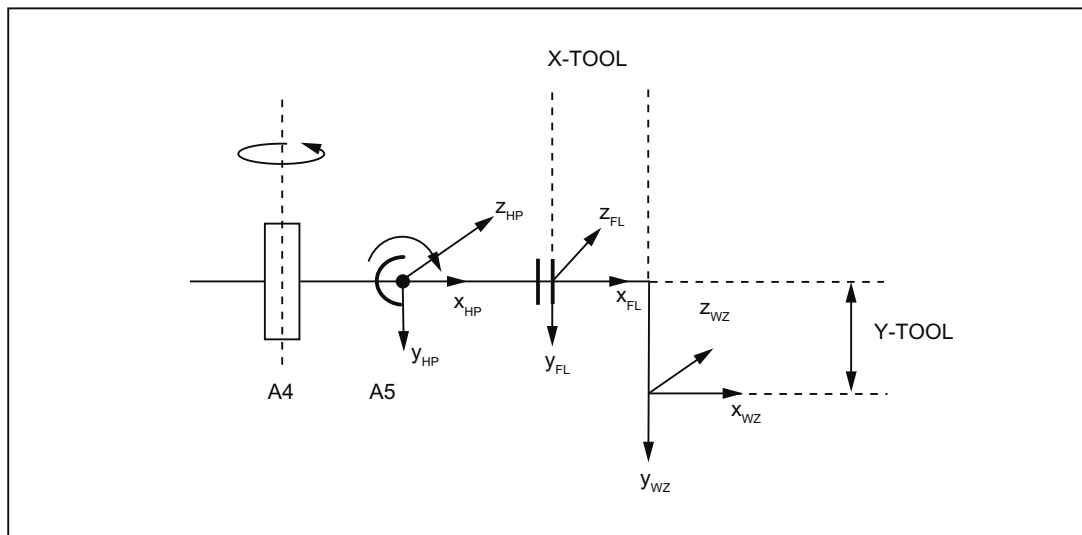 X-TOOL
z_HP
z_FL
x_HP
x_FL
z_WZ
Y-TOOL
y_HP
y_FL
A4
A5
x_WZ
y_WZ